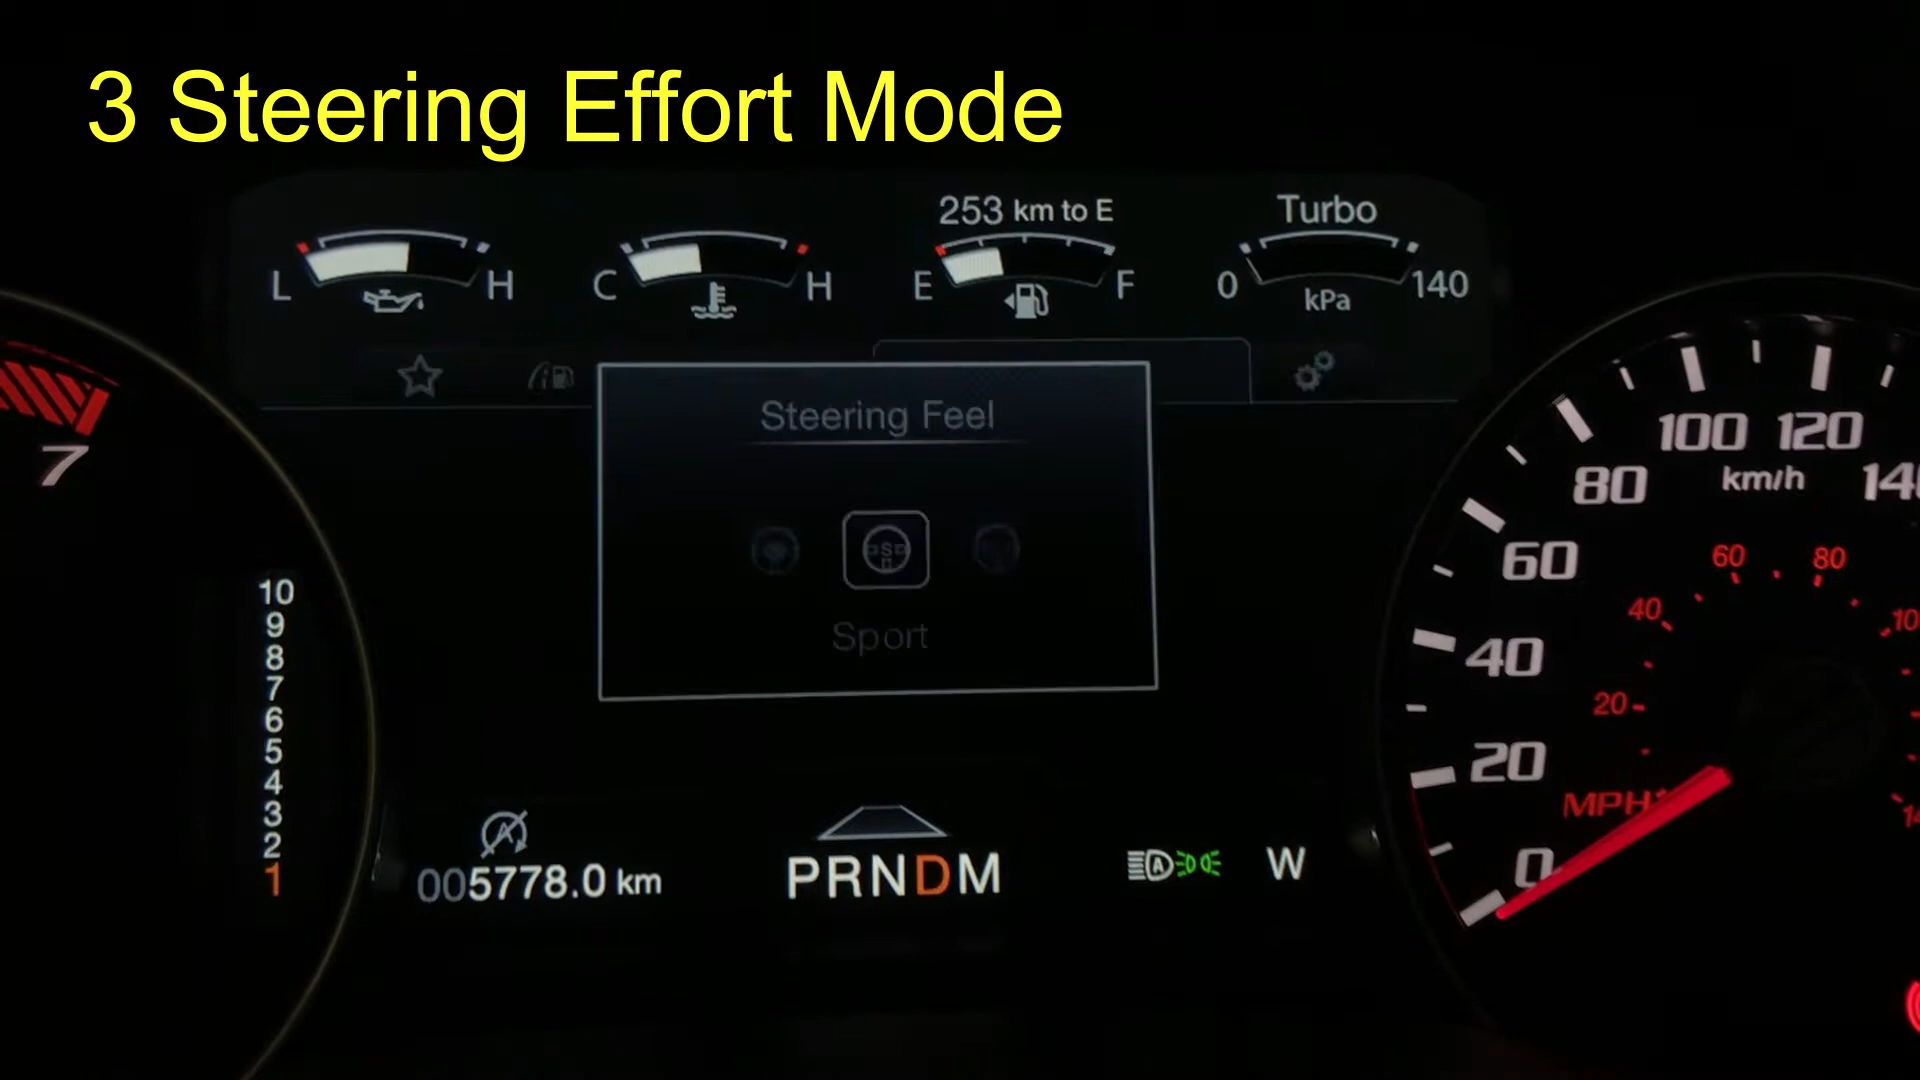 3 Steering Effort Mode
253 km to E
Turbo
L H
C H
E F
0 140
kPa
Steering Feel
S
Sport
7
10
9
8
7
6
5
4
3
2
1
A
005778.0 km
PRNDM
A
W
100 120
80
km/h
60
40
20
0
60 80
40
20
MPH